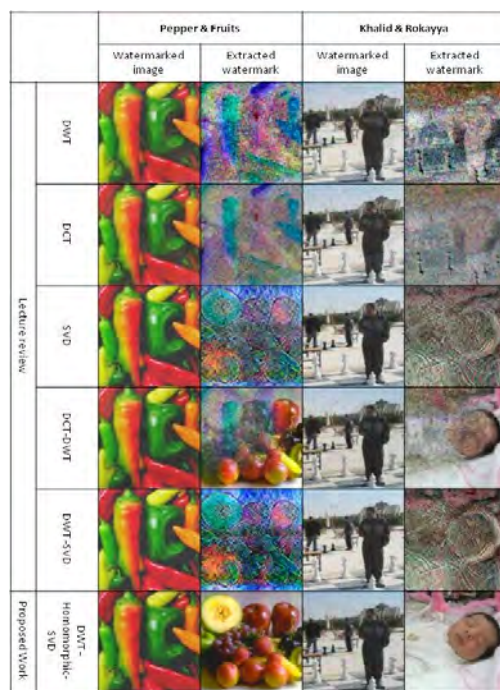 Pepper & Fruits
Khalid & Rokayya
Watermarked
image
Extracted
watermark
Watermarked
image
Extracted
watermark
Lecture review
DWT
DCT
SVD
DCT-DWT
DWT-SVD
Proposed Work
DWT-
Homomorphic-
SVD